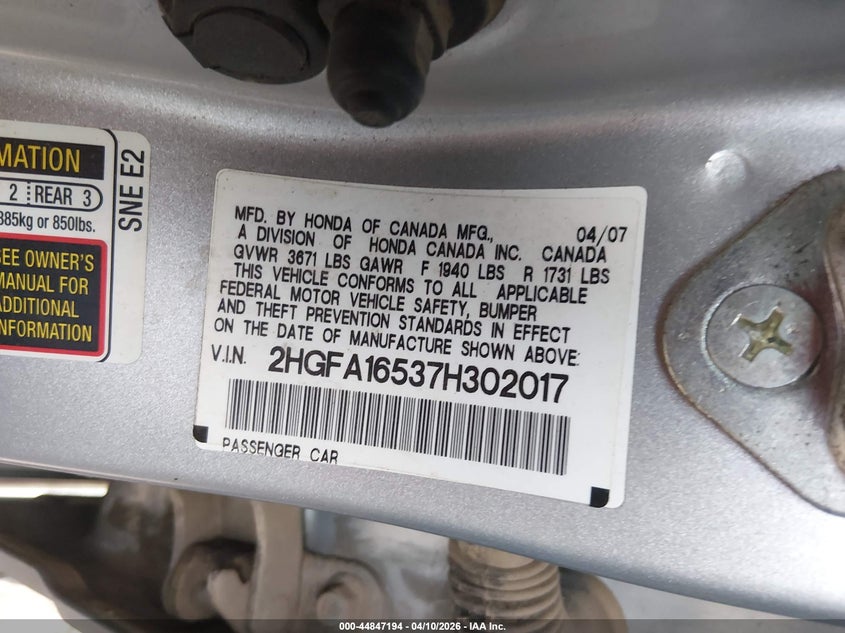 MATION
2 REAR 3
385kg or 850lbs.
SEE OWNER'S
MANUAL FOR
ADDITIONAL
INFORMATION
SNE E2
MFD. BY HONDA OF CANADA MFG., 04/07
A DIVISION OF HONDA CANADA INC. CANADA
GVWR 3671 LBS GAWR F 1940 LBS R 1731 LBS
THIS VEHICLE CONFORMS TO ALL APPLICABLE
FEDERAL MOTOR VEHICLE SAFETY, BUMPER
AND THEFT PREVENTION STANDARDS IN EFFECT
ON THE DATE OF MANUFACTURE SHOWN ABOVE.
V.I.N. 2HGFA16537H302017
PASSENGER CAR
000-44847194 - 04/10/2026 - IAA Inc.